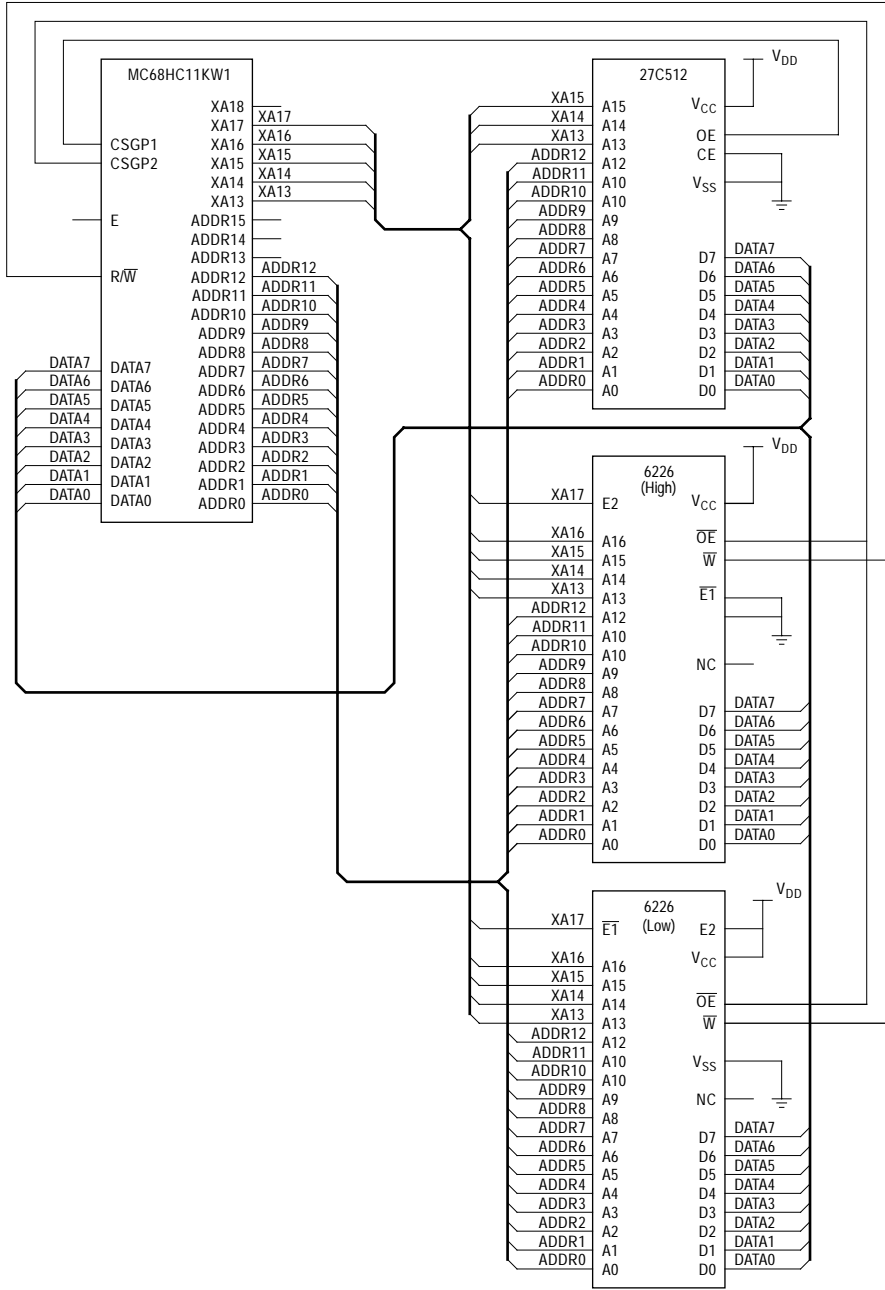 MC68HC11KW1
XA18
XA17
XA17
XA16
XA16
XA15
CSGP1
XA15
XA14
CSGP2
XA14
XA13
XA13
E
ADDR15
ADDR14
ADDR13
R/W̅
ADDR12
ADDR12
ADDR11
ADDR11
ADDR10
ADDR10
ADDR9
ADDR9
ADDR8
ADDR8
ADDR7
DATA7
DATA7
ADDR7
ADDR6
DATA6
DATA6
ADDR6
ADDR5
DATA5
DATA5
ADDR5
ADDR4
DATA4
DATA4
ADDR4
ADDR3
DATA3
DATA3
ADDR3
ADDR2
DATA2
DATA2
ADDR2
ADDR1
DATA1
DATA1
ADDR1
ADDR0
DATA0
DATA0
ADDR0
27C512
VDD
XA15 A15 VCC
XA14 A14
XA13 A13 OE
ADDR12 A12 CE
ADDR11 A10 VSS
ADDR10 A10
ADDR9 A9
ADDR8 A8
ADDR7 A7 D7 DATA7
ADDR6 A6 D6 DATA6
ADDR5 A5 D5 DATA5
ADDR4 A4 D4 DATA4
ADDR3 A3 D3 DATA3
ADDR2 A2 D2 DATA2
ADDR1 A1 D1 DATA1
ADDR0 A0 D0 DATA0
6226
(High)
VDD
XA17 E2 VCC
XA16 A16 O̅E̅
XA15 A15 W̅
XA14 A14
XA13 A13 E̅1̅
ADDR12 A12
ADDR11 A10
ADDR10 A10
ADDR9 A9 NC
ADDR8 A8
ADDR7 A7 D7 DATA7
ADDR6 A6 D6 DATA6
ADDR5 A5 D5 DATA5
ADDR4 A4 D4 DATA4
ADDR3 A3 D3 DATA3
ADDR2 A2 D2 DATA2
ADDR1 A1 D1 DATA1
ADDR0 A0 D0 DATA0
6226
(Low)
VDD
XA17 E̅1̅ E2
VCC
XA16 A16
XA15 A15
XA14 A14 O̅E̅
XA13 A13 W̅
ADDR12 A12
ADDR11 A10 VSS
ADDR10 A10
ADDR9 A9 NC
ADDR8 A8
ADDR7 A7 D7 DATA7
ADDR6 A6 D6 DATA6
ADDR5 A5 D5 DATA5
ADDR4 A4 D4 DATA4
ADDR3 A3 D3 DATA3
ADDR2 A2 D2 DATA2
ADDR1 A1 D1 DATA1
ADDR0 A0 D0 DATA0